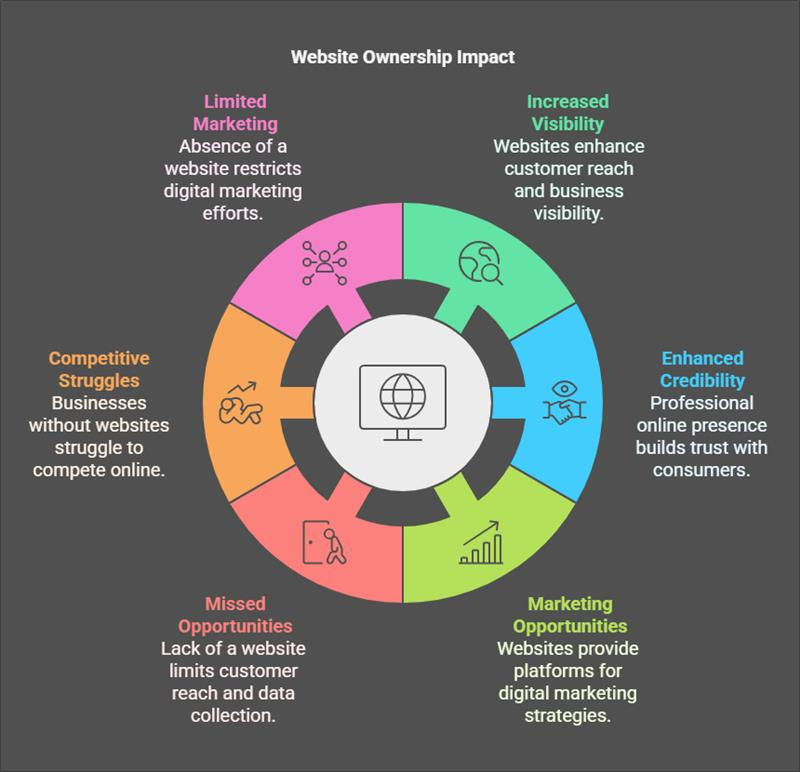 Website Ownership Impact
Limited
Marketing
Absence of a
website restricts
digital marketing
efforts.
Increased
Visibility
Websites enhance
customer reach
and business
visibility.
Competitive
Struggles
Businesses
without websites
struggle to
compete online.
Enhanced
Credibility
Professional
online presence
builds trust with
consumers.
Missed
Opportunities
Lack of a website
limits customer
reach and data
collection.
Marketing
Opportunities
Websites provide
platforms for
digital marketing
strategies.